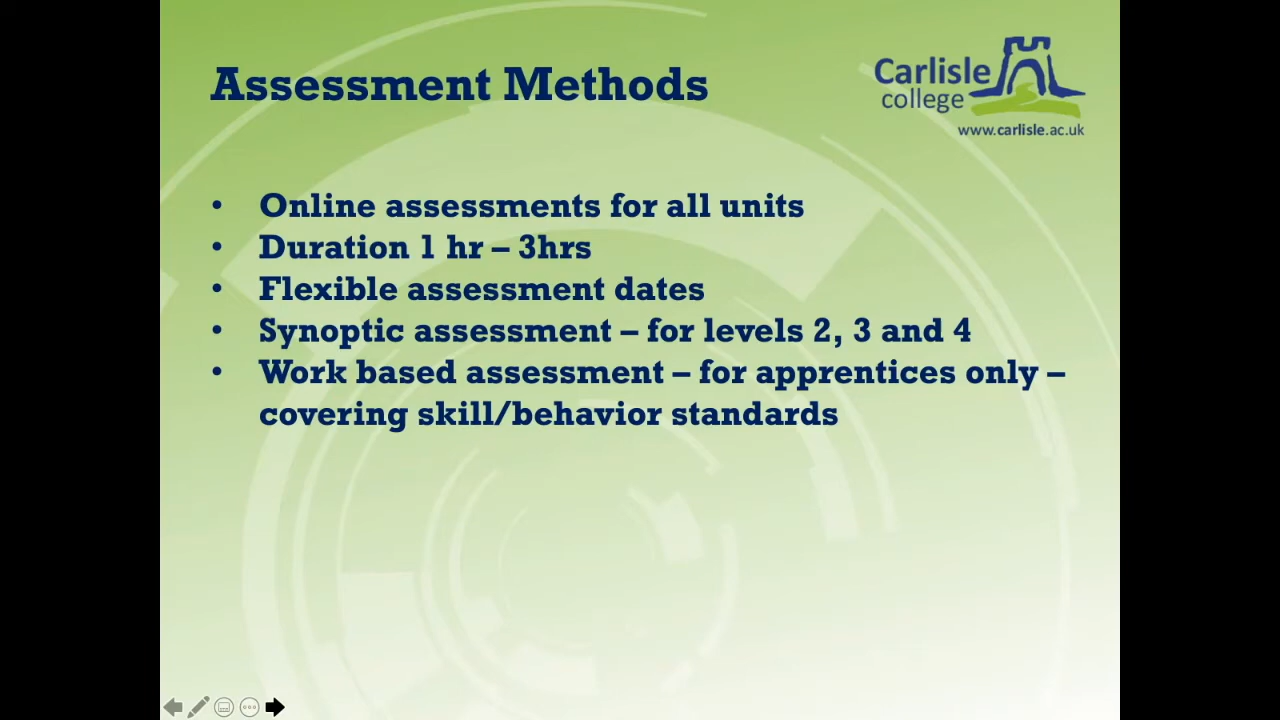 Assessment Methods
Carlisle
college
www.carlisle.ac.uk
• Online assessments for all units
• Duration 1 hr – 3hrs
• Flexible assessment dates
• Synoptic assessment – for levels 2, 3 and 4
• Work based assessment – for apprentices only –
covering skill/behavior standards